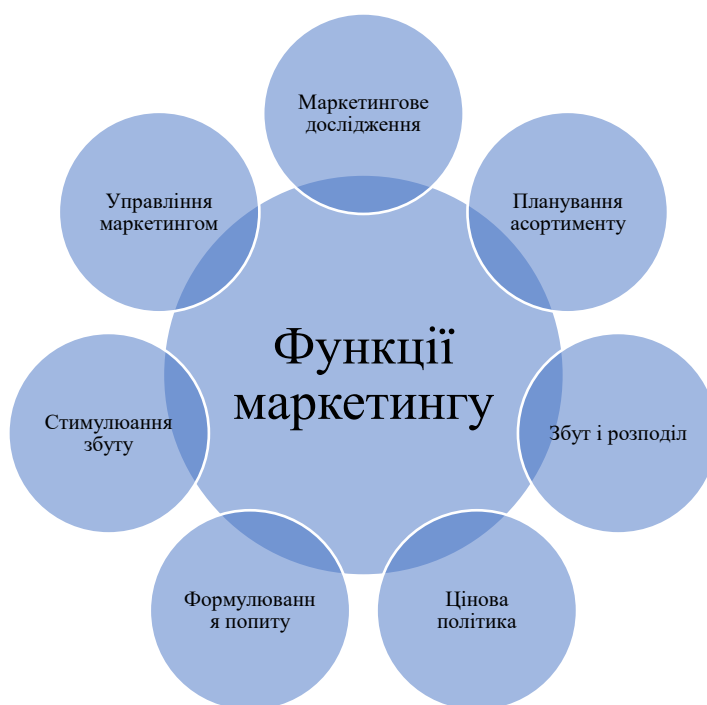 Маркетингове
дослідження
Планування
асортименту
Збут і розподіл
Цінова
політика
Формулюванн
я попиту
Стимулюання
збуту
Управління
маркетингом
Функції
маркетингу